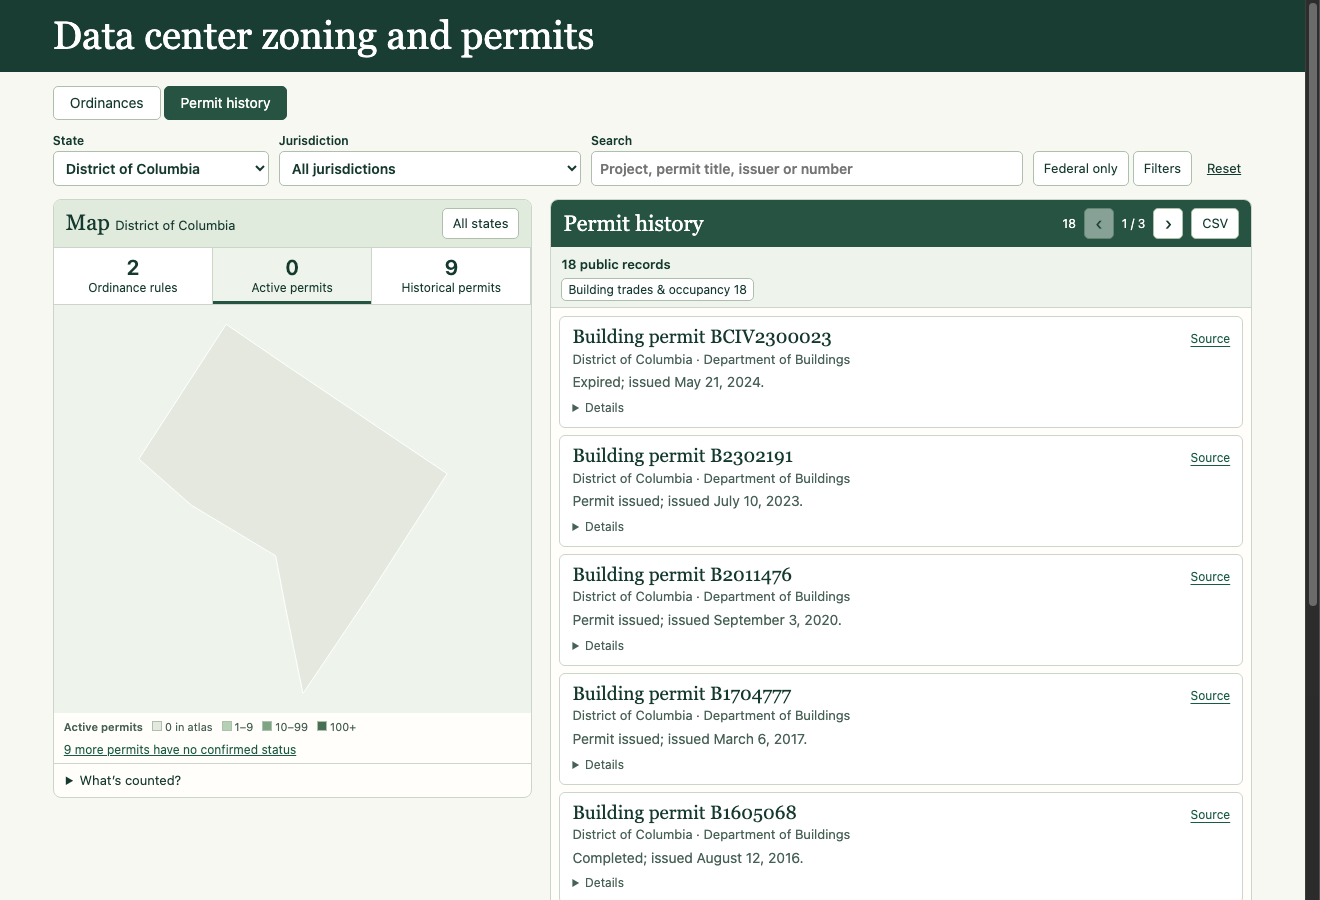 Data center zoning and permits
Ordinances
Permit history
State
Jurisdiction
Search
District of Columbia
All jurisdictions
Project, permit title, issuer or number
Federal only
Filters
Reset
Map District of Columbia
All states
2
Ordinance rules
0
Active permits
9
Historical permits
Active permits 0 in atlas 1–9 10–99 100+
9 more permits have no confirmed status
What's counted?
Permit history
18 ‹ 1 / 3 › CSV
18 public records
Building trades & occupancy 18
Building permit BCIV2300023
Source
District of Columbia · Department of Buildings
Expired; issued May 21, 2024.
Details
Building permit B2302191
Source
District of Columbia · Department of Buildings
Permit issued; issued July 10, 2023.
Details
Building permit B2011476
Source
District of Columbia · Department of Buildings
Permit issued; issued September 3, 2020.
Details
Building permit B1704777
Source
District of Columbia · Department of Buildings
Permit issued; issued March 6, 2017.
Details
Building permit B1605068
Source
District of Columbia · Department of Buildings
Completed; issued August 12, 2016.
Details